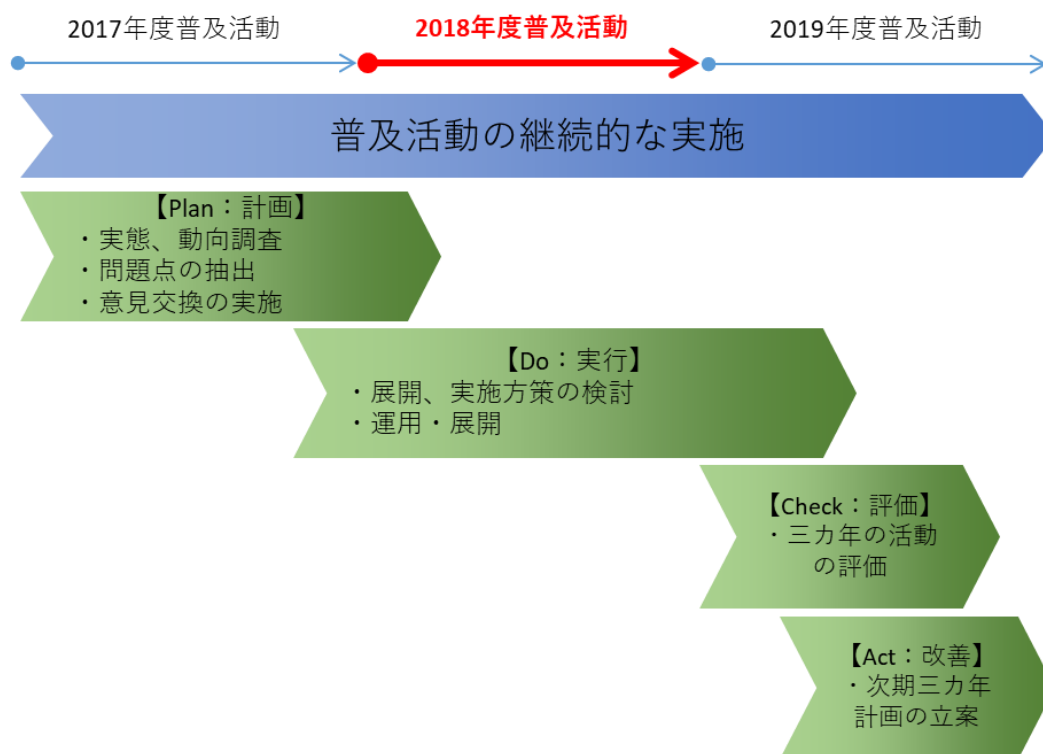 2017年度普及活動
2018年度普及活動
2019年度普及活動
普及活動の継続的な実施
【Plan：計画】
・実態、動向調査
・問題点の抽出
・意見交換の実施
【Do：実行】
・展開、実施方策の検討
・運用・展開
【Check：評価】
・三カ年の活動
の評価
【Act：改善】
・次期三カ年
計画の立案